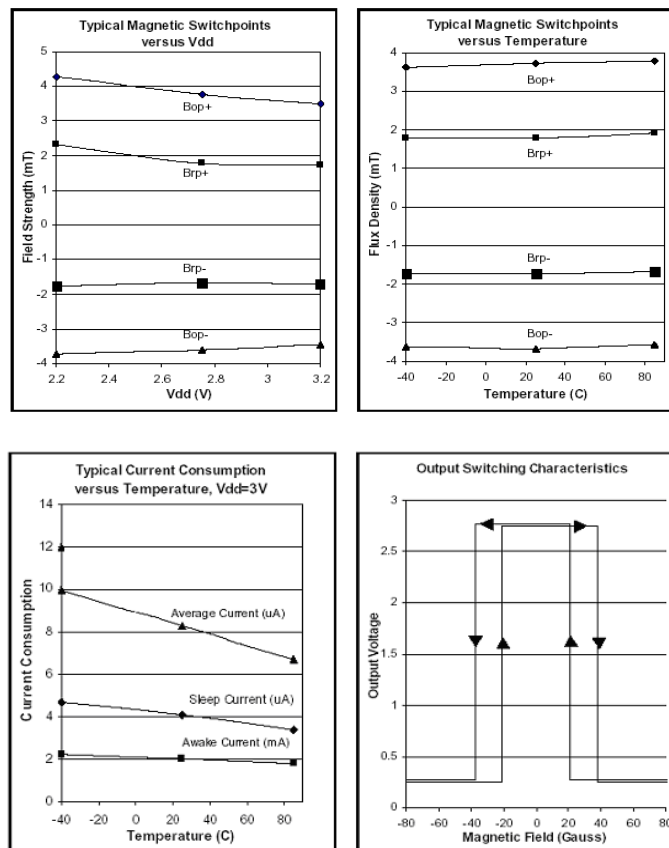 Typical Magnetic Switchpoints
versus Vdd
5
4
3
2
1
0
-1
-2
-3
-4
Field Strength (mT)
Bop+
Brp+
Brp-
Bop-
2.2 2.4 2.6 2.8 3 3.2
Vdd (V)
Typical Magnetic Switchpoints
versus Temperature
4
3
2
1
0
-1
-2
-3
-4
Flux Density (mT)
Bop+
Brp+
Brp-
Bop-
-40 -20 0 20 40 60 80
Temperature (C)
Typical Current Consumption
versus Temperature, Vdd=3V
14
12
10
8
6
4
2
0
Current Consumption
Average Current (uA)
Sleep Current (uA)
Awake Current (mA)
-40 -20 0 20 40 60 80
Temperature (C)
Output Switching Characteristics
3
2.5
2
1.5
1
0.5
0
Output Voltage
-80 -60 -40 -20 0 20 40 60 80
Magnetic Field (Gauss)